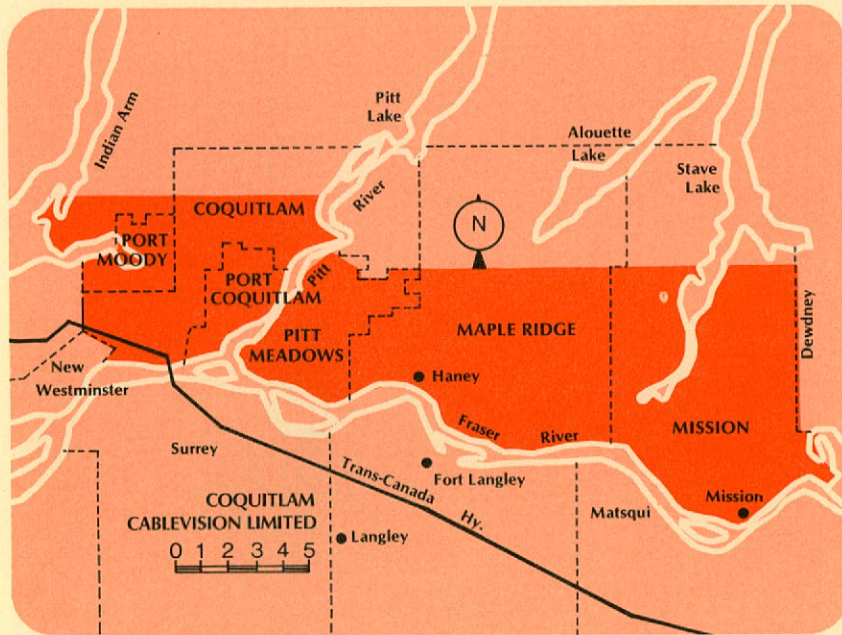 Indian Arm
Pitt
Lake
Alouette
Lake
Stave
Lake
River
COQUITLAM
N
PORT
MOODY
PORT
COQUITLAM
Pitt
PITT
MEADOWS
MAPLE RIDGE
Dewdney
New
Westminster
Haney
Fraser
River
MISSION
Surrey
Trans-Canada
Hy.
Fort Langley
Matsqui
Mission
COQUITLAM
CABLEVISION LIMITED
0 1 2 3 4 5
Langley